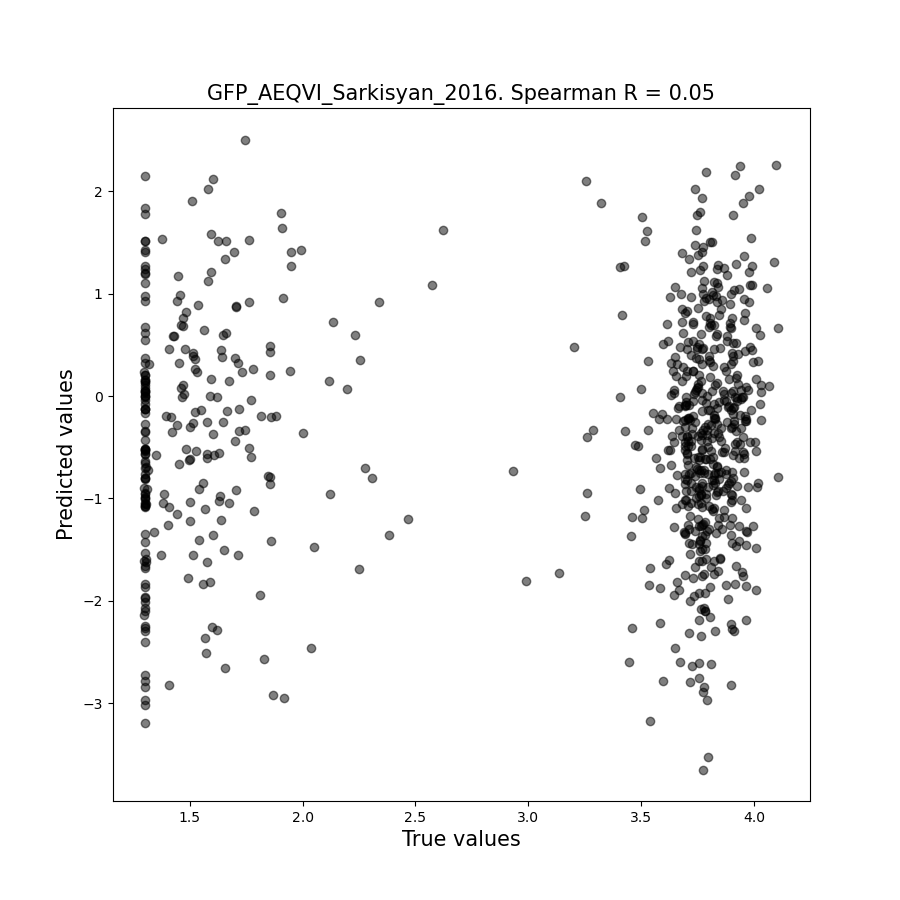 GFP_AEQVI_Sarkisyan_2016. Spearman R = 0.05
Predicted values
2
1
0
−1
−2
−3
1.5 2.0 2.5 3.0 3.5 4.0
True values